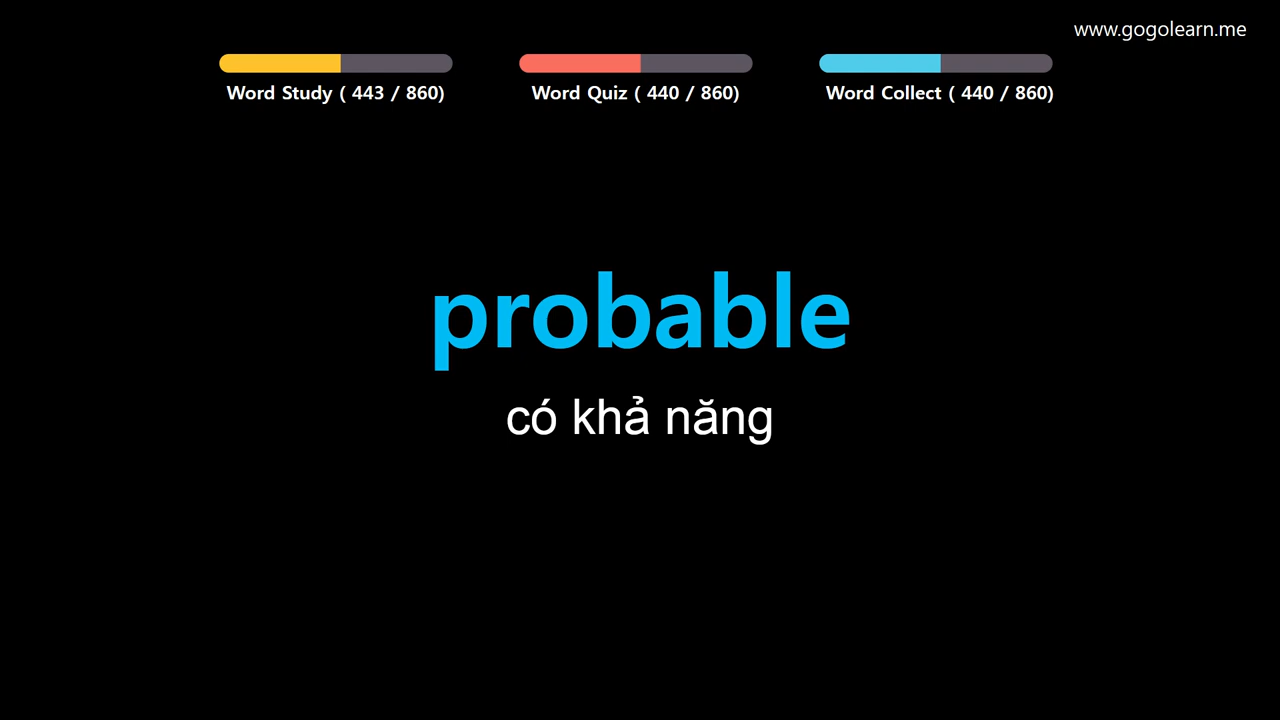 www.gogolearn.me
Word Study ( 443 / 860)
Word Quiz ( 440 / 860)
Word Collect ( 440 / 860)
probable
có khả năng